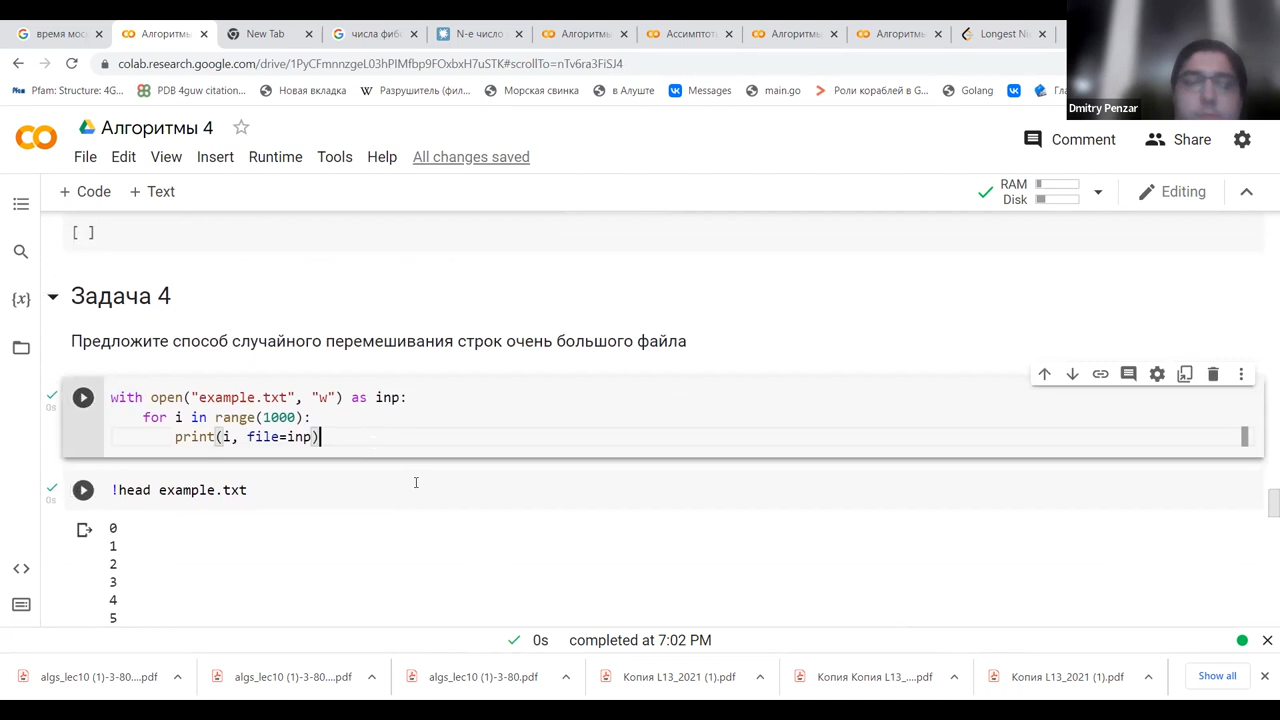 время мос
Алгоритмы
New Tab
числа фибо
N-е число
Алгоритмы
Ассимптот
Алгоритмы
Алгоритмы
Longest Ni
colab.research.google.com/drive/1PyCFmnnzgeL03hPIMfbp9FOxbxH7uSTK#scrollTo=nTv6ra3FiSJ4
Pfam: Structure: 4G...
PDB 4guw citation...
Новая вкладка
Разрушитель (фил...
Морская свинка
в Алуште
Messages
main.go
Роли кораблей в G...
Golang
Dmitry Penzar
Алгоритмы 4
Comment
Share
File Edit View Insert Runtime Tools Help All changes saved
+ Code + Text
RAM
Disk
Editing
[ ]
Задача 4
Предложите способ случайного перемешивания строк очень большого файла
with open("example.txt", "w") as inp:
for i in range(1000):
print(i, file=inp)
0s
!head example.txt
0s
0
1
2
3
4
5
{x}
0s completed at 7:02 PM
algs_lec10 (1)-3-80....pdf
algs_lec10 (1)-3-80....pdf
algs_lec10 (1)-3-80.pdf
Копия L13_2021 (1).pdf
Копия Копия L13_....pdf
Копия L13_2021 (1).pdf
Show all